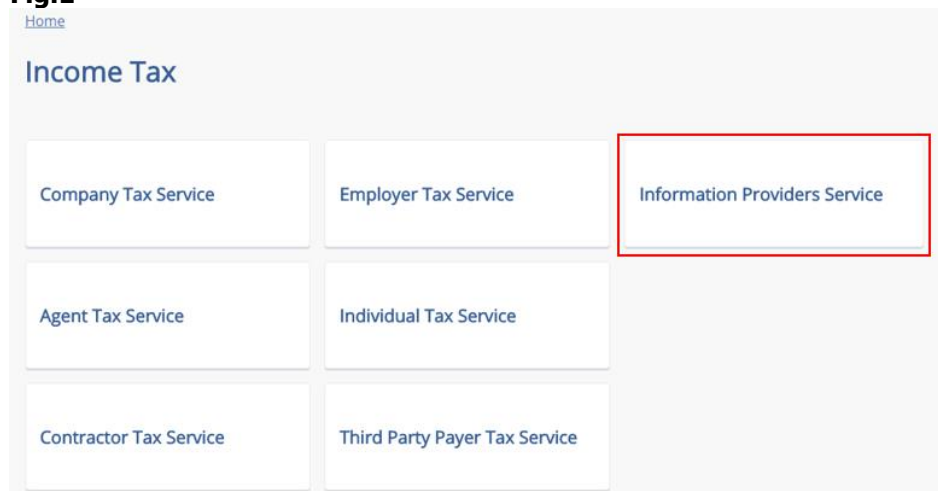 Home
Income Tax
Company Tax Service
Employer Tax Service
Information Providers Service
Agent Tax Service
Individual Tax Service
Contractor Tax Service
Third Party Payer Tax Service